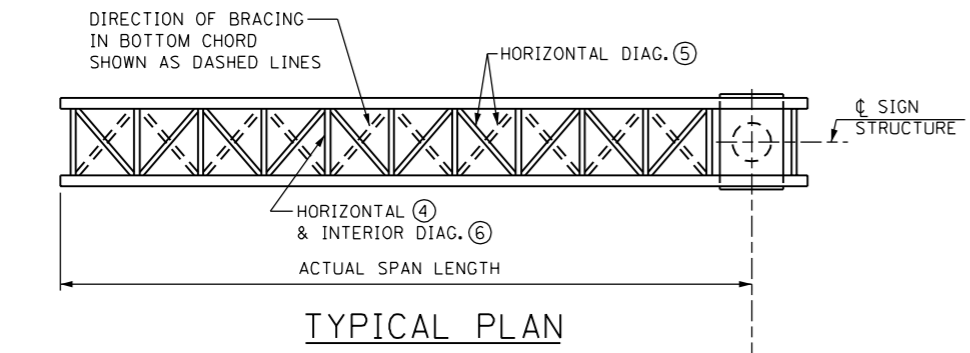 DIRECTION OF BRACING
IN BOTTOM CHORD
SHOWN AS DASHED LINES
HORIZONTAL DIAG. ⑤
℄ SIGN
STRUCTURE
HORIZONTAL ④
& INTERIOR DIAG. ⑥
ACTUAL SPAN LENGTH
TYPICAL PLAN